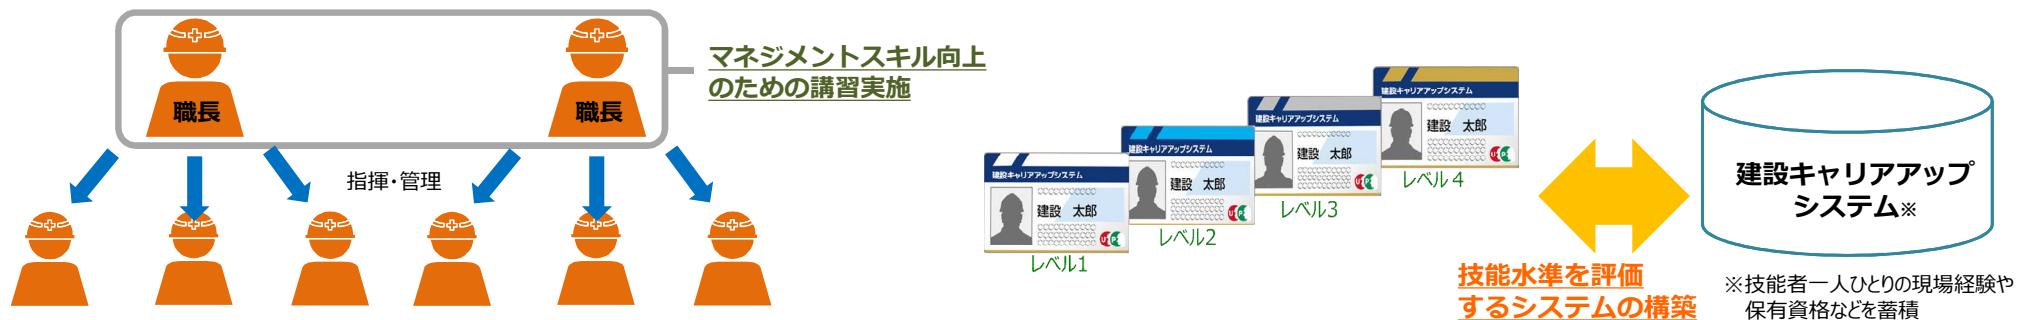 職長
職長
マネジメントスキル向上
のための講習実施
指揮・管理
建設キャリアアップシステム
建設 太郎
レベル1
建設キャリアアップシステム
建設 太郎
レベル2
建設キャリアアップシステム
建設 太郎
レベル3
建設キャリアアップシステム
建設 太郎
レベル4
技能水準を評価
するシステムの構築
建設キャリアアップ
システム※
※技能者一人ひとりの現場経験や
保有資格などを蓄積